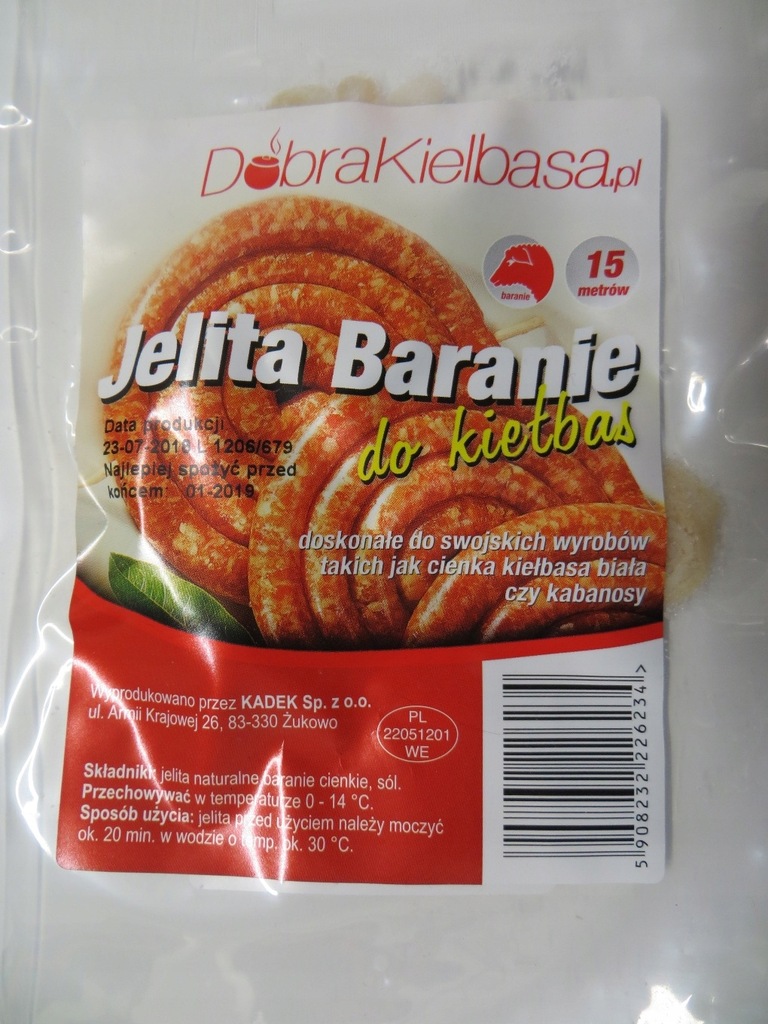 DobraKielbasa.pl
baranie
15
metrów
Jelita Baranie
do kiełbas
Data produkcji
23-07-2018 L 1206/679
Najlepiej spożyć przed
końcem: 01-2019
doskonałe do swojskich wyrobów
takich jak cienka kiełbasa biała
czy kabanosy
Wyprodukowano przez KADEK Sp. z o.o.
ul. Armii Krajowej 26, 83-330 Żukowo
PL
22051201
WE
Składniki: jelita naturalne baranie cienkie, sól.
Przechowywać w temperaturze 0 - 14 °C.
Sposób użycia: jelita przed użyciem należy moczyć
ok. 20 min. w wodzie o temp. ok. 30 °C.
5 908232 226234 >